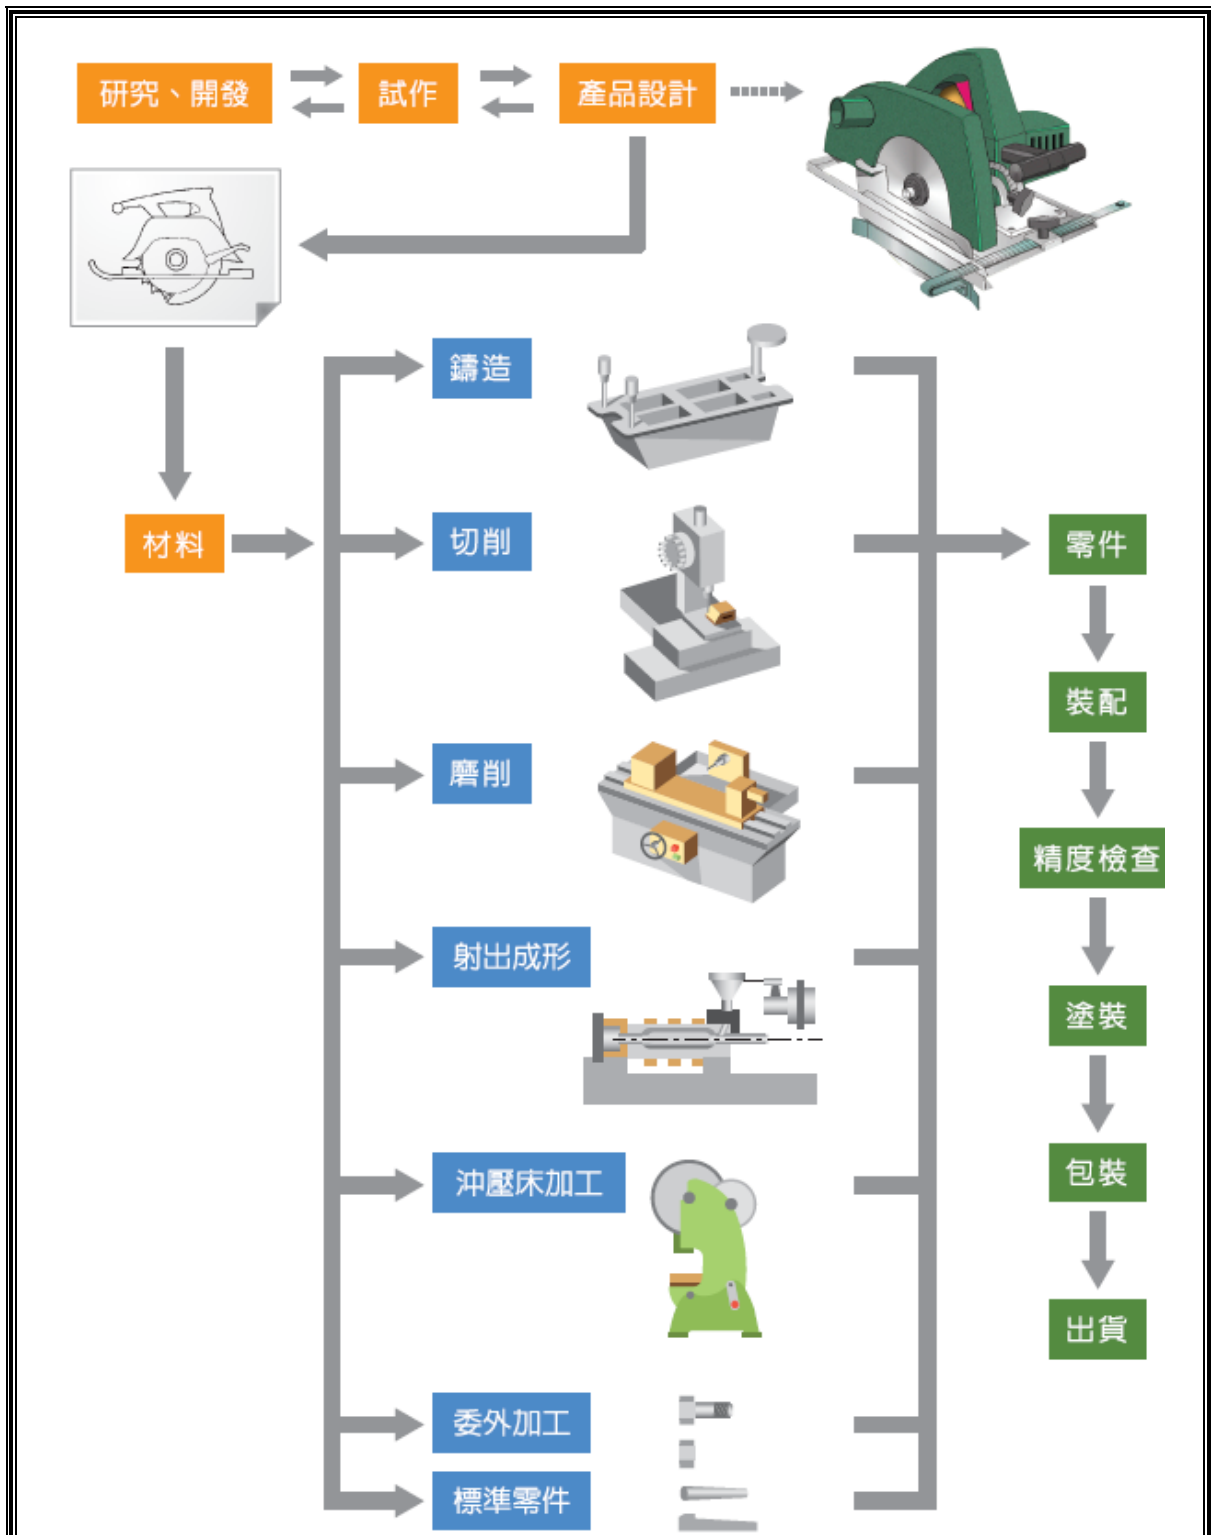 研究、開發
試作
產品設計
鑄造
材料
切削
零件
裝配
磨削
精度檢查
射出成形
塗裝
沖壓床加工
包裝
出貨
委外加工
標準零件